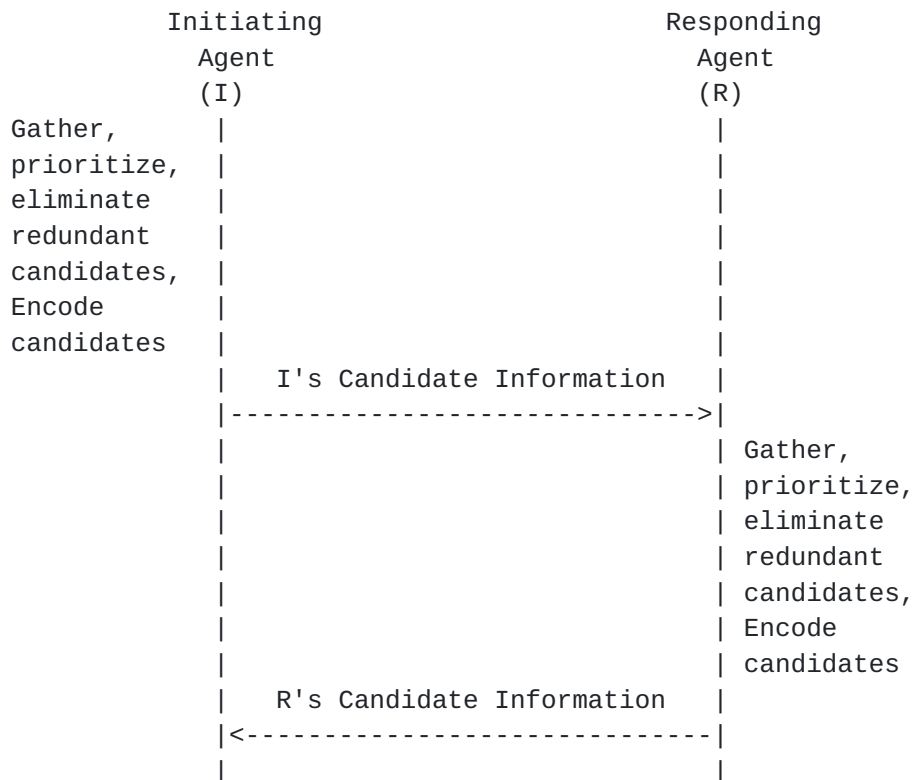 Initiating Responding
Agent Agent
(I) (R)
Gather,
prioritize,
eliminate
redundant
candidates,
Encode
candidates
I's Candidate Information
Gather,
prioritize,
eliminate
redundant
candidates,
Encode
candidates
R's Candidate Information